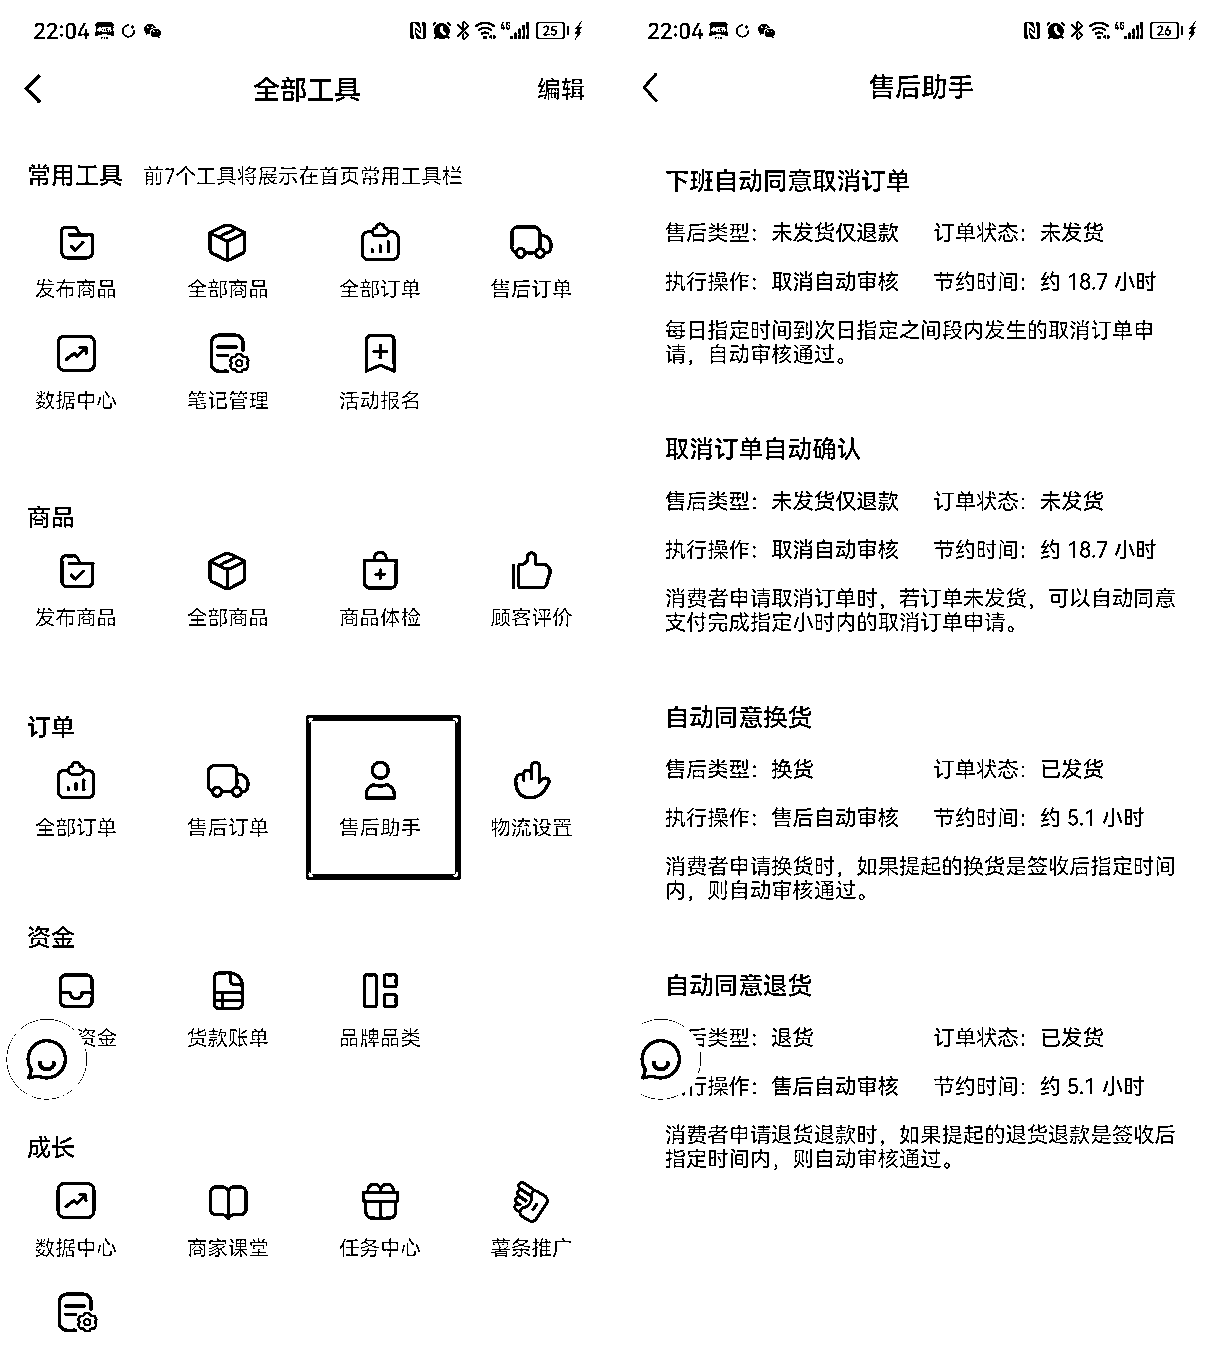 22:04
25
全部工具
编辑
常用工具 前7个工具将展示在首页常用工具栏
发布商品 全部商品 全部订单 售后订单
数据中心 笔记管理 活动报名
商品
发布商品 全部商品 商品体检 顾客评价
订单
全部订单 售后订单 售后助手 物流设置
资金
资金 货款账单 品牌品类
成长
数据中心 商家课堂 任务中心 薯条推广
22:04
26
售后助手
下班自动同意取消订单
售后类型：未发货仅退款 订单状态：未发货
执行操作：取消自动审核 节约时间：约 18.7 小时
每日指定时间到次日指定之间段内发生的取消订单申
请，自动审核通过。
取消订单自动确认
售后类型：未发货仅退款 订单状态：未发货
执行操作：取消自动审核 节约时间：约 18.7 小时
消费者申请取消订单时，若订单未发货，可以自动同意
支付完成指定小时内的取消订单申请。
自动同意换货
售后类型：换货 订单状态：已发货
执行操作：售后自动审核 节约时间：约 5.1 小时
消费者申请换货时，如果提起的换货是签收后指定时间
内，则自动审核通过。
自动同意退货
后类型：退货 订单状态：已发货
行操作：售后自动审核 节约时间：约 5.1 小时
消费者申请退货退款时，如果提起的退货退款是签收后
指定时间内，则自动审核通过。